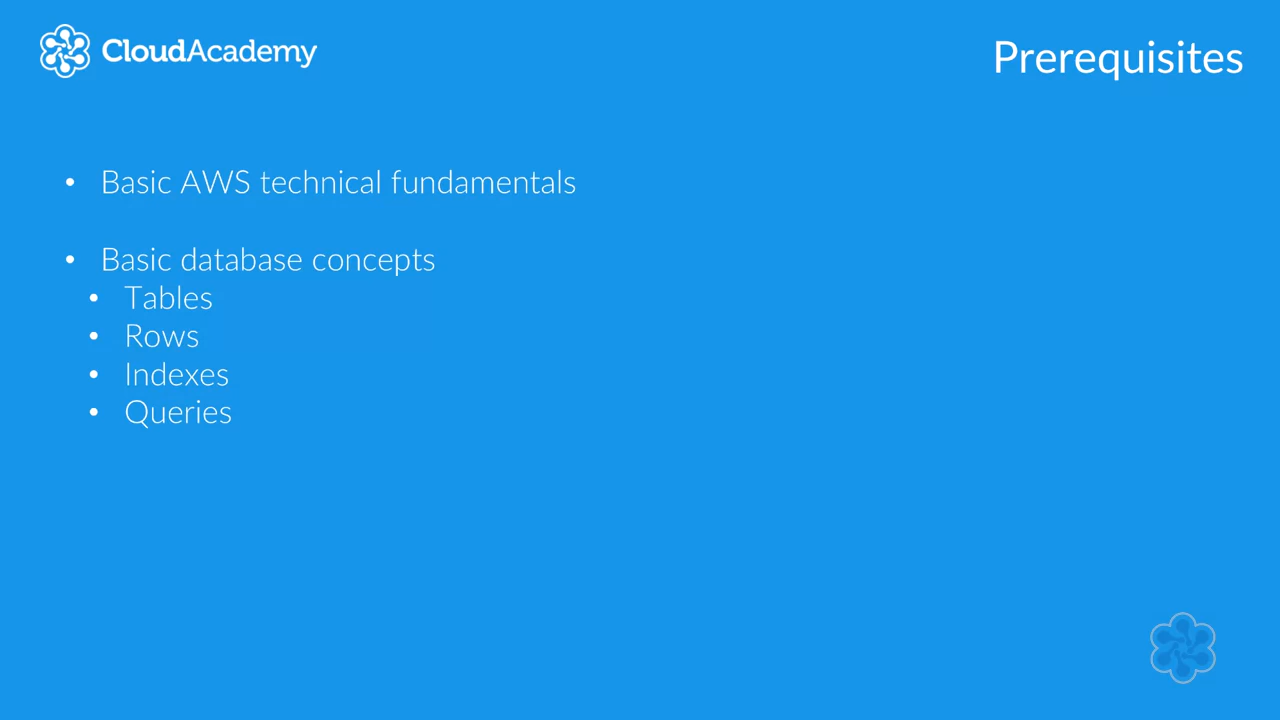 CloudAcademy
Prerequisites
• Basic AWS technical fundamentals
• Basic database concepts
• Tables
• Rows
• Indexes
• Queries